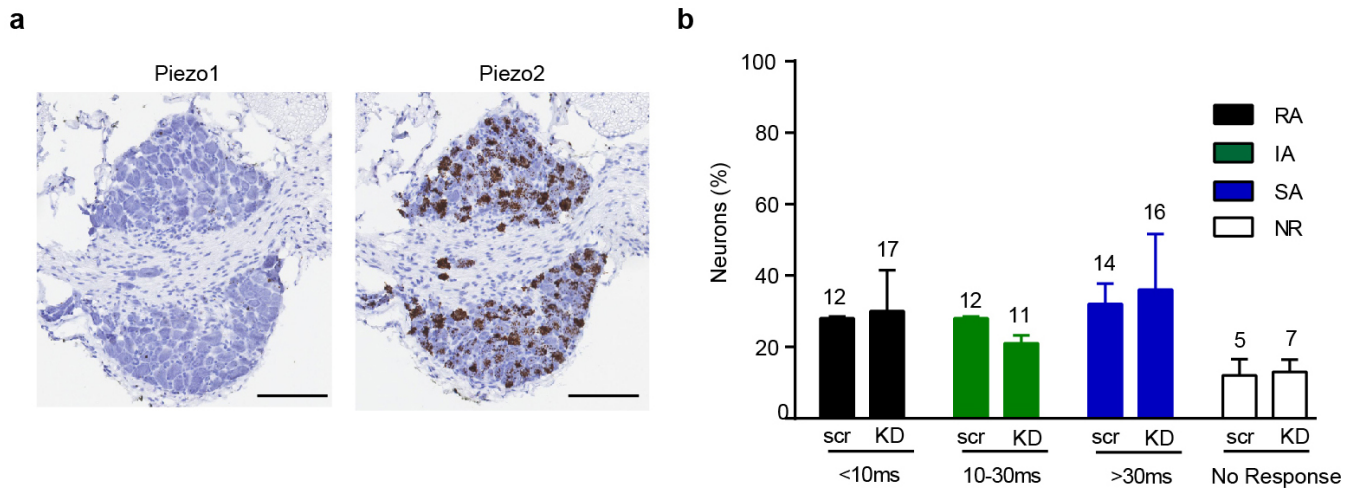 a
Piezo1
Piezo2
b
Neurons (%)
100
80
60
40
20
0
12
17
12
11
14
16
5
7
RA
IA
SA
NR
scr KD scr KD scr KD scr KD
<10ms 10-30ms >30ms No Response